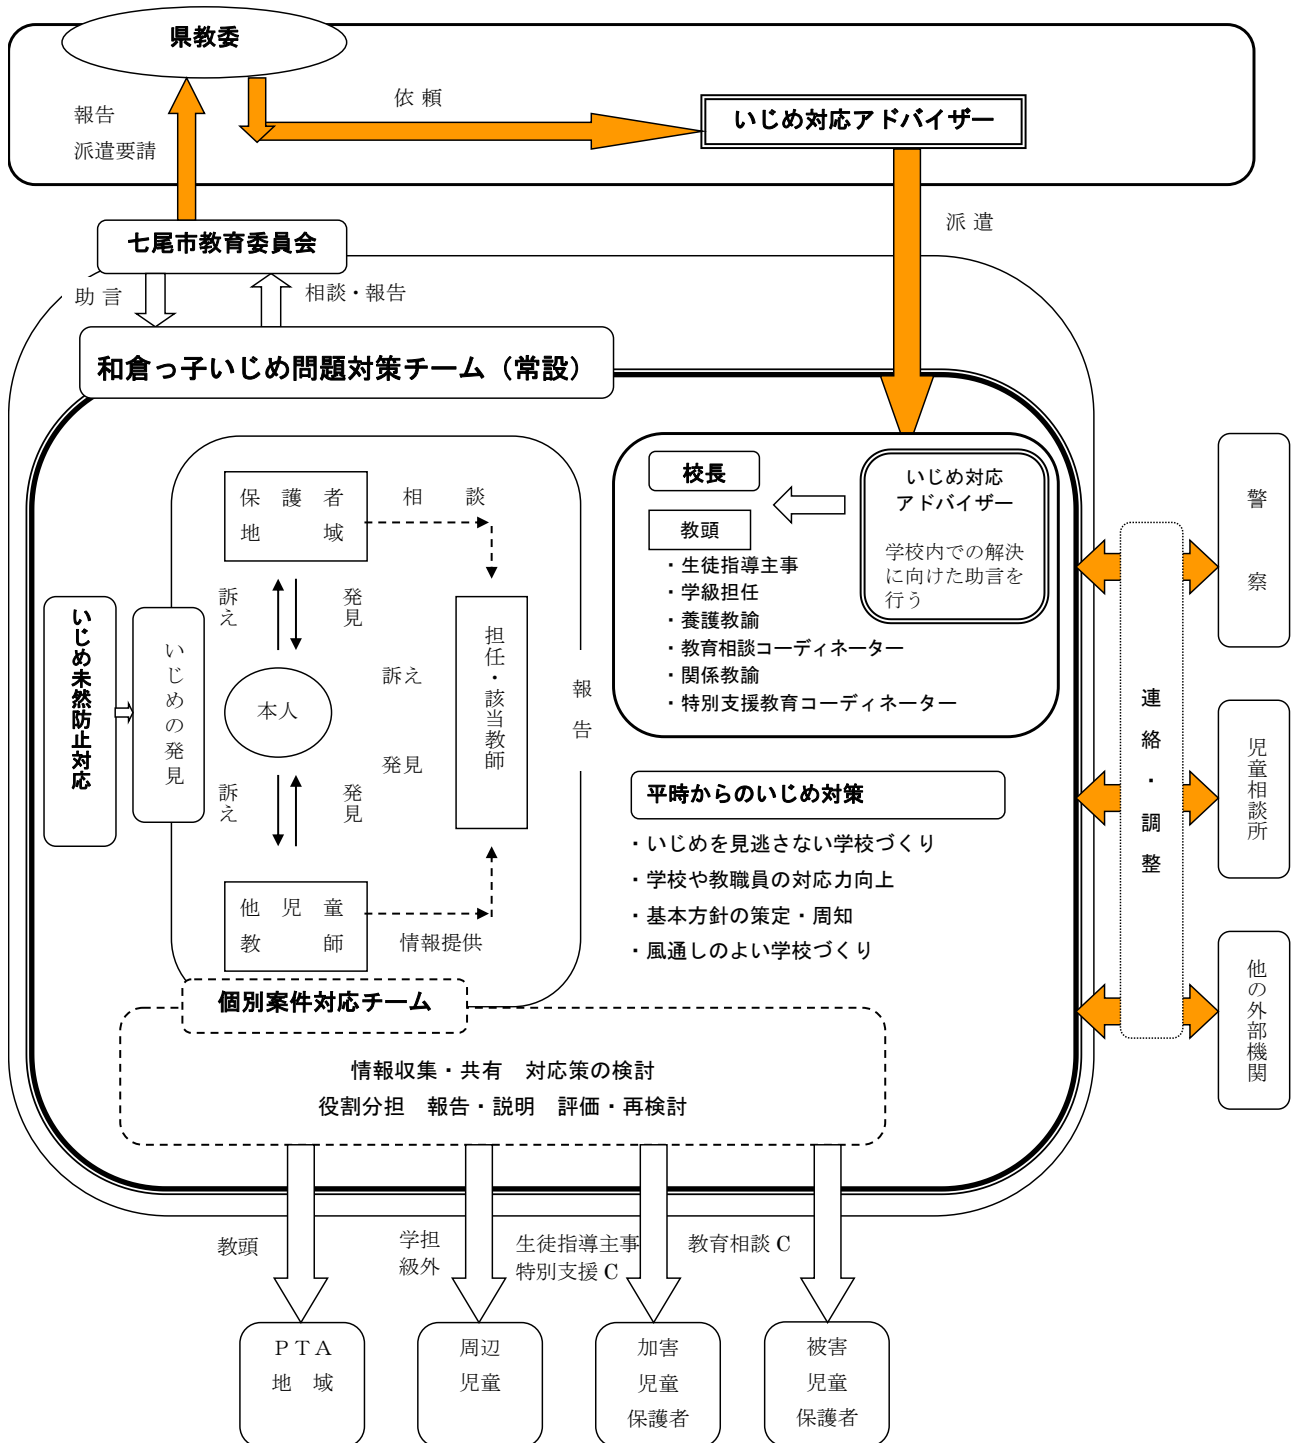 県教委
報告
派遣要請
依 頼
いじめ対応アドバイザー
派 遣
七尾市教育委員会
助 言
相談・報告
和倉っ子いじめ問題対策チーム（常設）
保 護 者
地 域
相 談
訴え
発見
いじめ未然防止対応
いじめの発見
本人
訴え
発見
担任・該当教師
報告
訴え
発見
他 児 童
教 師
情報提供
校長
教頭
・生徒指導主事
・学級担任
・養護教諭
・教育相談コーディネーター
・関係教諭
・特別支援教育コーディネーター
いじめ対応
アドバイザー
学校内での解決
に向けた助言を
行う
平時からのいじめ対策
・いじめを見逃さない学校づくり
・学校や教職員の対応力向上
・基本方針の策定・周知
・風通しのよい学校づくり
連絡・調整
警察
児童相談所
他の外部機関
個別案件対応チーム
情報収集・共有　対応策の検討
役割分担　報告・説明　評価・再検討
教頭
学担
級外
生徒指導主事
特別支援 C
教育相談 C
ＰＴＡ
地　域
周辺
児童
加害
児童
保護者
被害
児童
保護者